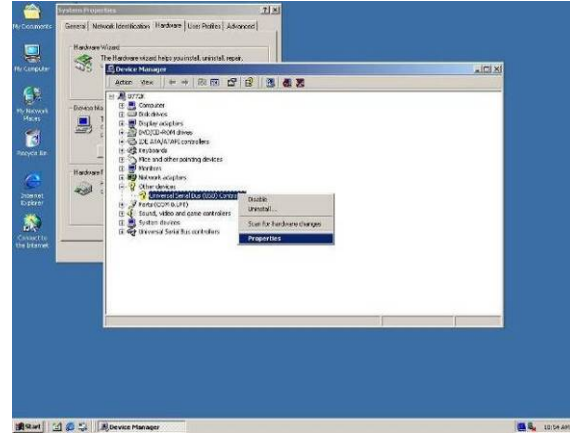 My Documents
My Computer
My Network Places
Recycle Bin
Internet Explorer
Connect to the Internet
System Properties
General
Network Identification
Hardware
User Profiles
Advanced
Hardware Wizard
The Hardware wizard helps you install, uninstall, repair,
Device Manager
Action View
Computer
Disk drives
Display adapters
DVD/CD-ROM drives
IDE ATA/ATAPI controllers
Keyboards
Mice and other pointing devices
Monitors
Network adapters
Other devices
Universal Serial Bus (USB) Contro
Ports (COM & LPT)
Sound, video and game controllers
System devices
Universal Serial Bus controllers
Disable
Uninstall...
Scan for hardware changes
Properties
Start
Device Manager